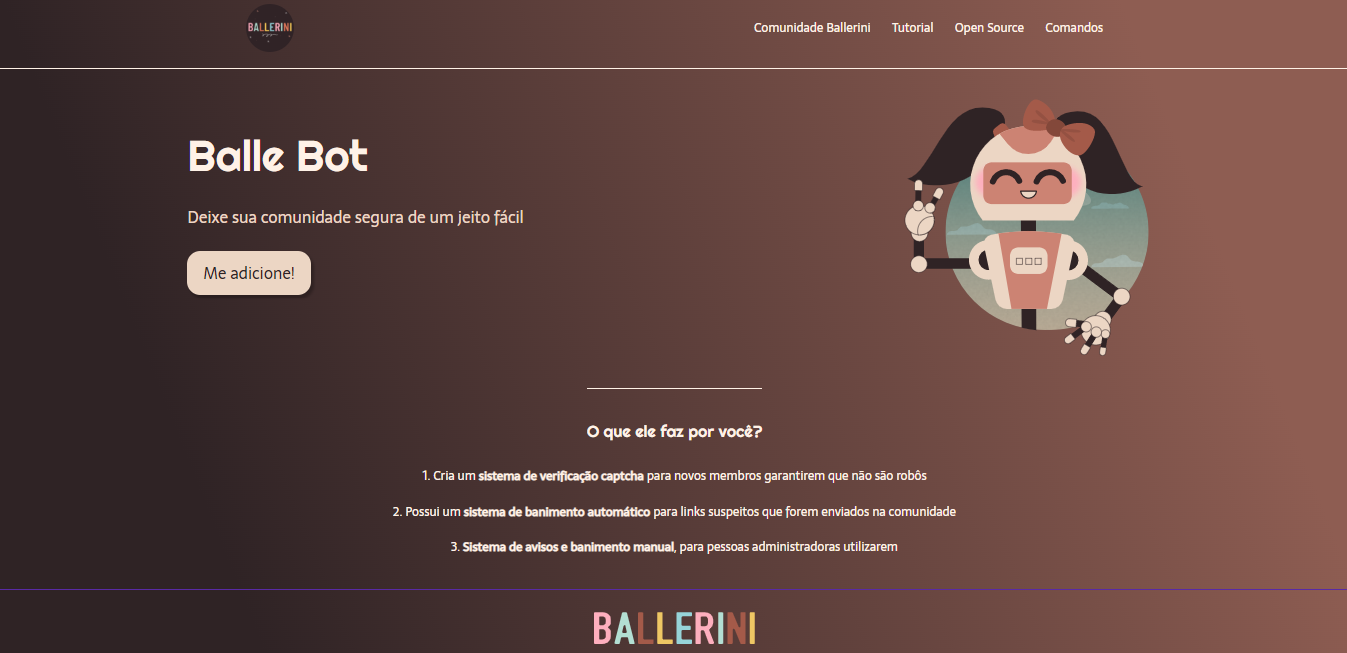 BALLERINI
Comunidade Ballerini Tutorial Open Source Comandos
Balle Bot
Deixe sua comunidade segura de um jeito fácil
Me adicione!
O que ele faz por você?
1. Cria um sistema de verificação captcha para novos membros garantirem que não são robôs
2. Possui um sistema de banimento automático para links suspeitos que forem enviados na comunidade
3. Sistema de avisos e banimento manual, para pessoas administradoras utilizarem
BALLERINI